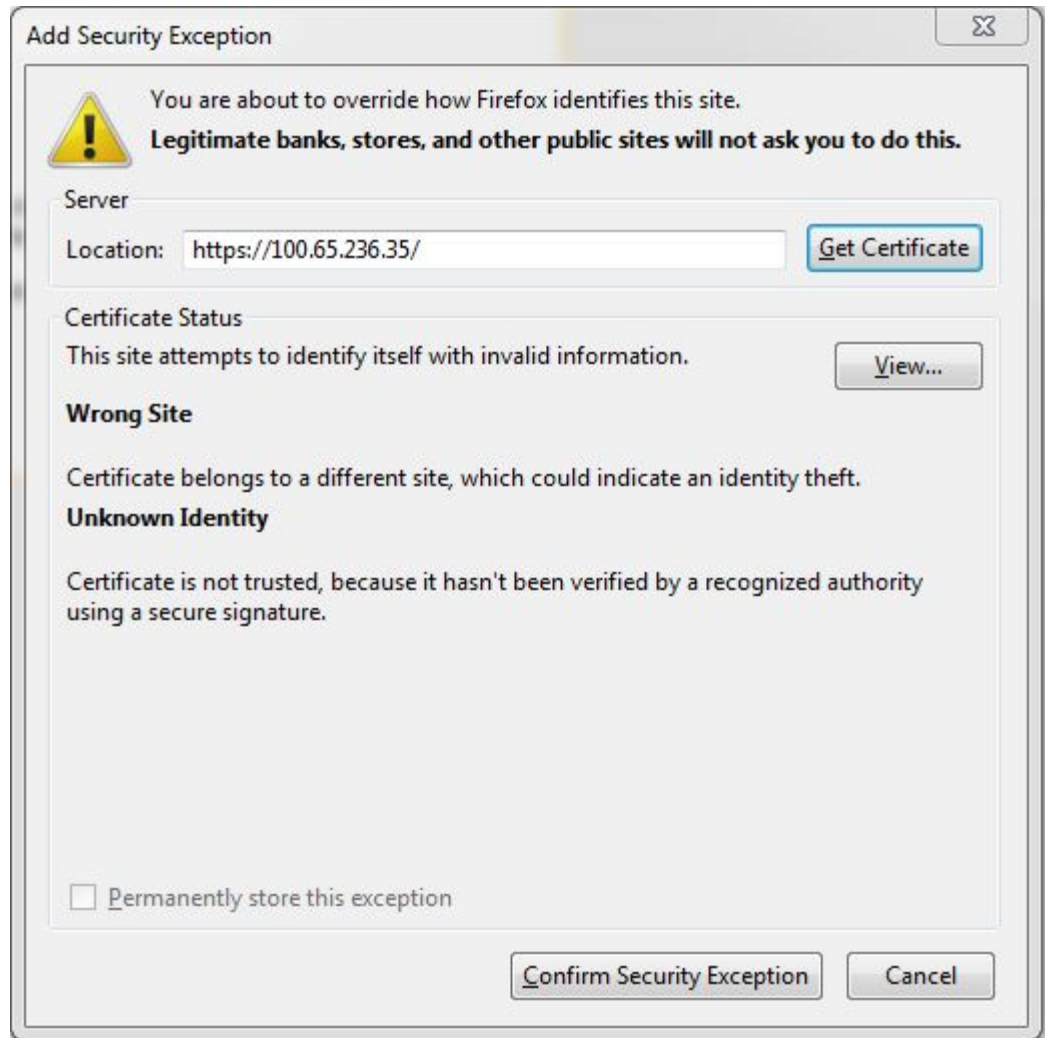 Add Security Exception
You are about to override how Firefox identifies this site.
Legitimate banks, stores, and other public sites will not ask you to do this.
Server
Location: https://100.65.236.35/ Get Certificate
Certificate Status
This site attempts to identify itself with invalid information.
View...
Wrong Site
Certificate belongs to a different site, which could indicate an identity theft.
Unknown Identity
Certificate is not trusted, because it hasn't been verified by a recognized authority
using a secure signature.
Permanently store this exception
Confirm Security Exception Cancel